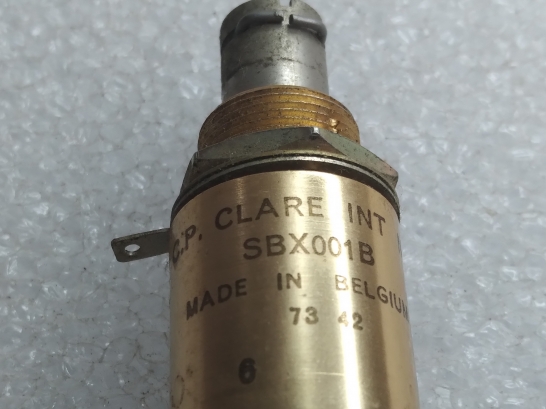 C.P. CLARE INT
SBX001B
MADE IN BELGIUM
73 42
6